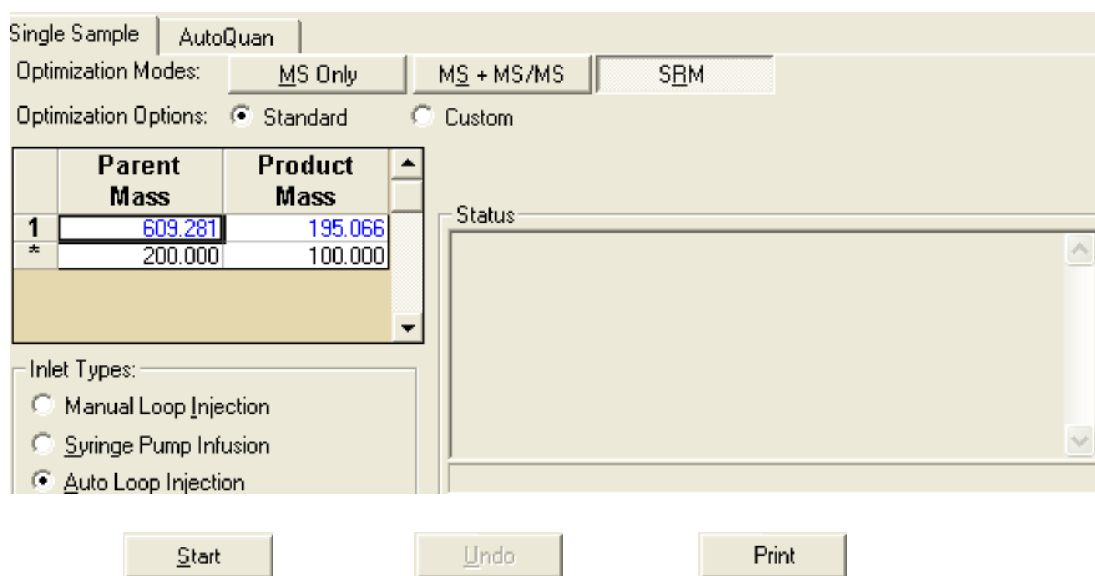 Single Sample AutoQuan
Optimization Modes: MS Only MS + MS/MS SRM
Optimization Options: Standard Custom
Parent Mass Product Mass
1 609.281 195.066
* 200.000 100.000
Status
Inlet Types:
Manual Loop Injection
Syringe Pump Infusion
Auto Loop Injection
Start Undo Print